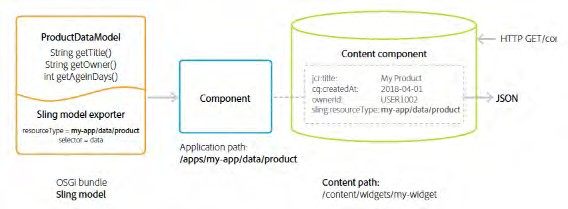 ProductDataModel
String getTitle()
String getOwner()
int getAgeInDays()
Sling model exporter
resourceType = my-app/data/product
selector = data
OSGi bundle
Sling model
Component
Application path:
/apps/my-app/data/product
Content component
jcr:title: My Product
cq:createdAt: 2018-04-01
ownerId: USER1002
sling:resourceType: my-app/data/product
Content path:
/content/widgets/my-widget
HTTP GET/cor
JSON